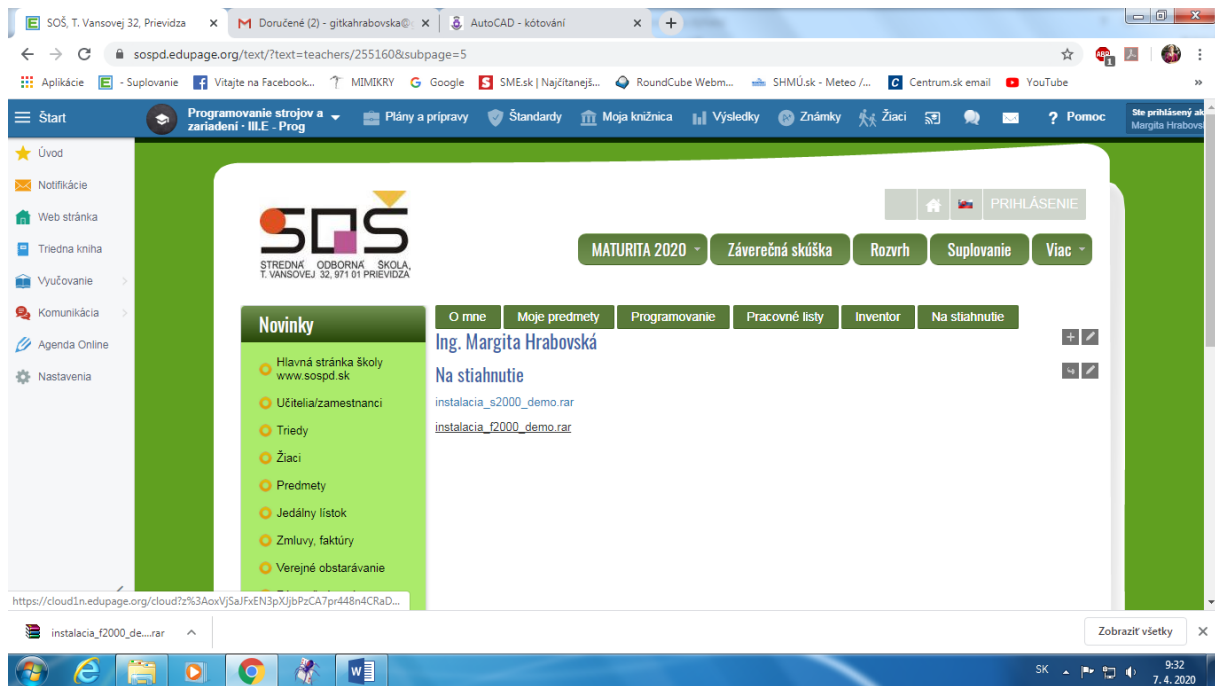 SOŠ, T. Vansovej 32, Prievidza
Doručené (2) - gitkahrabovska@
AutoCAD - kótování
sospd.edupage.org/text/?text=teachers/255160&subpage=5
Aplikácie
- Suplovanie
Vitajte na Facebook...
MIMIKRY
Google
SME.sk | Najčítanejš...
RoundCube Webm...
SHMÚ.sk - Meteo /...
Centrum.sk email
YouTube
»
Štart
Programovanie strojov a
zariadení - III.E - Prog
Plány a prípravy
Štandardy
Moja knižnica
Výsledky
Známky
Žiaci
? Pomoc
Ste prihlásený ak
Margita Hrabovs
Úvod
Notifikácie
Web stránka
Triedna kniha
Vyučovanie
Komunikácia
Agenda Online
Nastavenia
SOŠ
STREDNÁ ODBORNÁ ŠKOLA,
T. VANSOVEJ 32, 971 01 PRIEVIDZA
PRIHLÁSENIE
MATURITA 2020
Záverečná skúška
Rozvrh
Suplovanie
Viac
Novinky
Hlavná stránka školy
www.sospd.sk
Učitelia/zamestnanci
Triedy
Žiaci
Predmety
Jedálny lístok
Zmluvy, faktúry
Verejné obstarávanie
O mne
Moje predmety
Programovanie
Pracovné listy
Inventor
Na stiahnutie
Ing. Margita Hrabovská
Na stiahnutie
instalacia_s2000_demo.rar
instalacia_f2000_demo.rar
https://cloud1n.edupage.org/cloud?z%3AoxVjSaJFxEN3pXJjbPzCA7pr448n4CRaD...
instalacia_f2000_de....rar
Zobraziť všetky
SK
9:32
7. 4. 2020